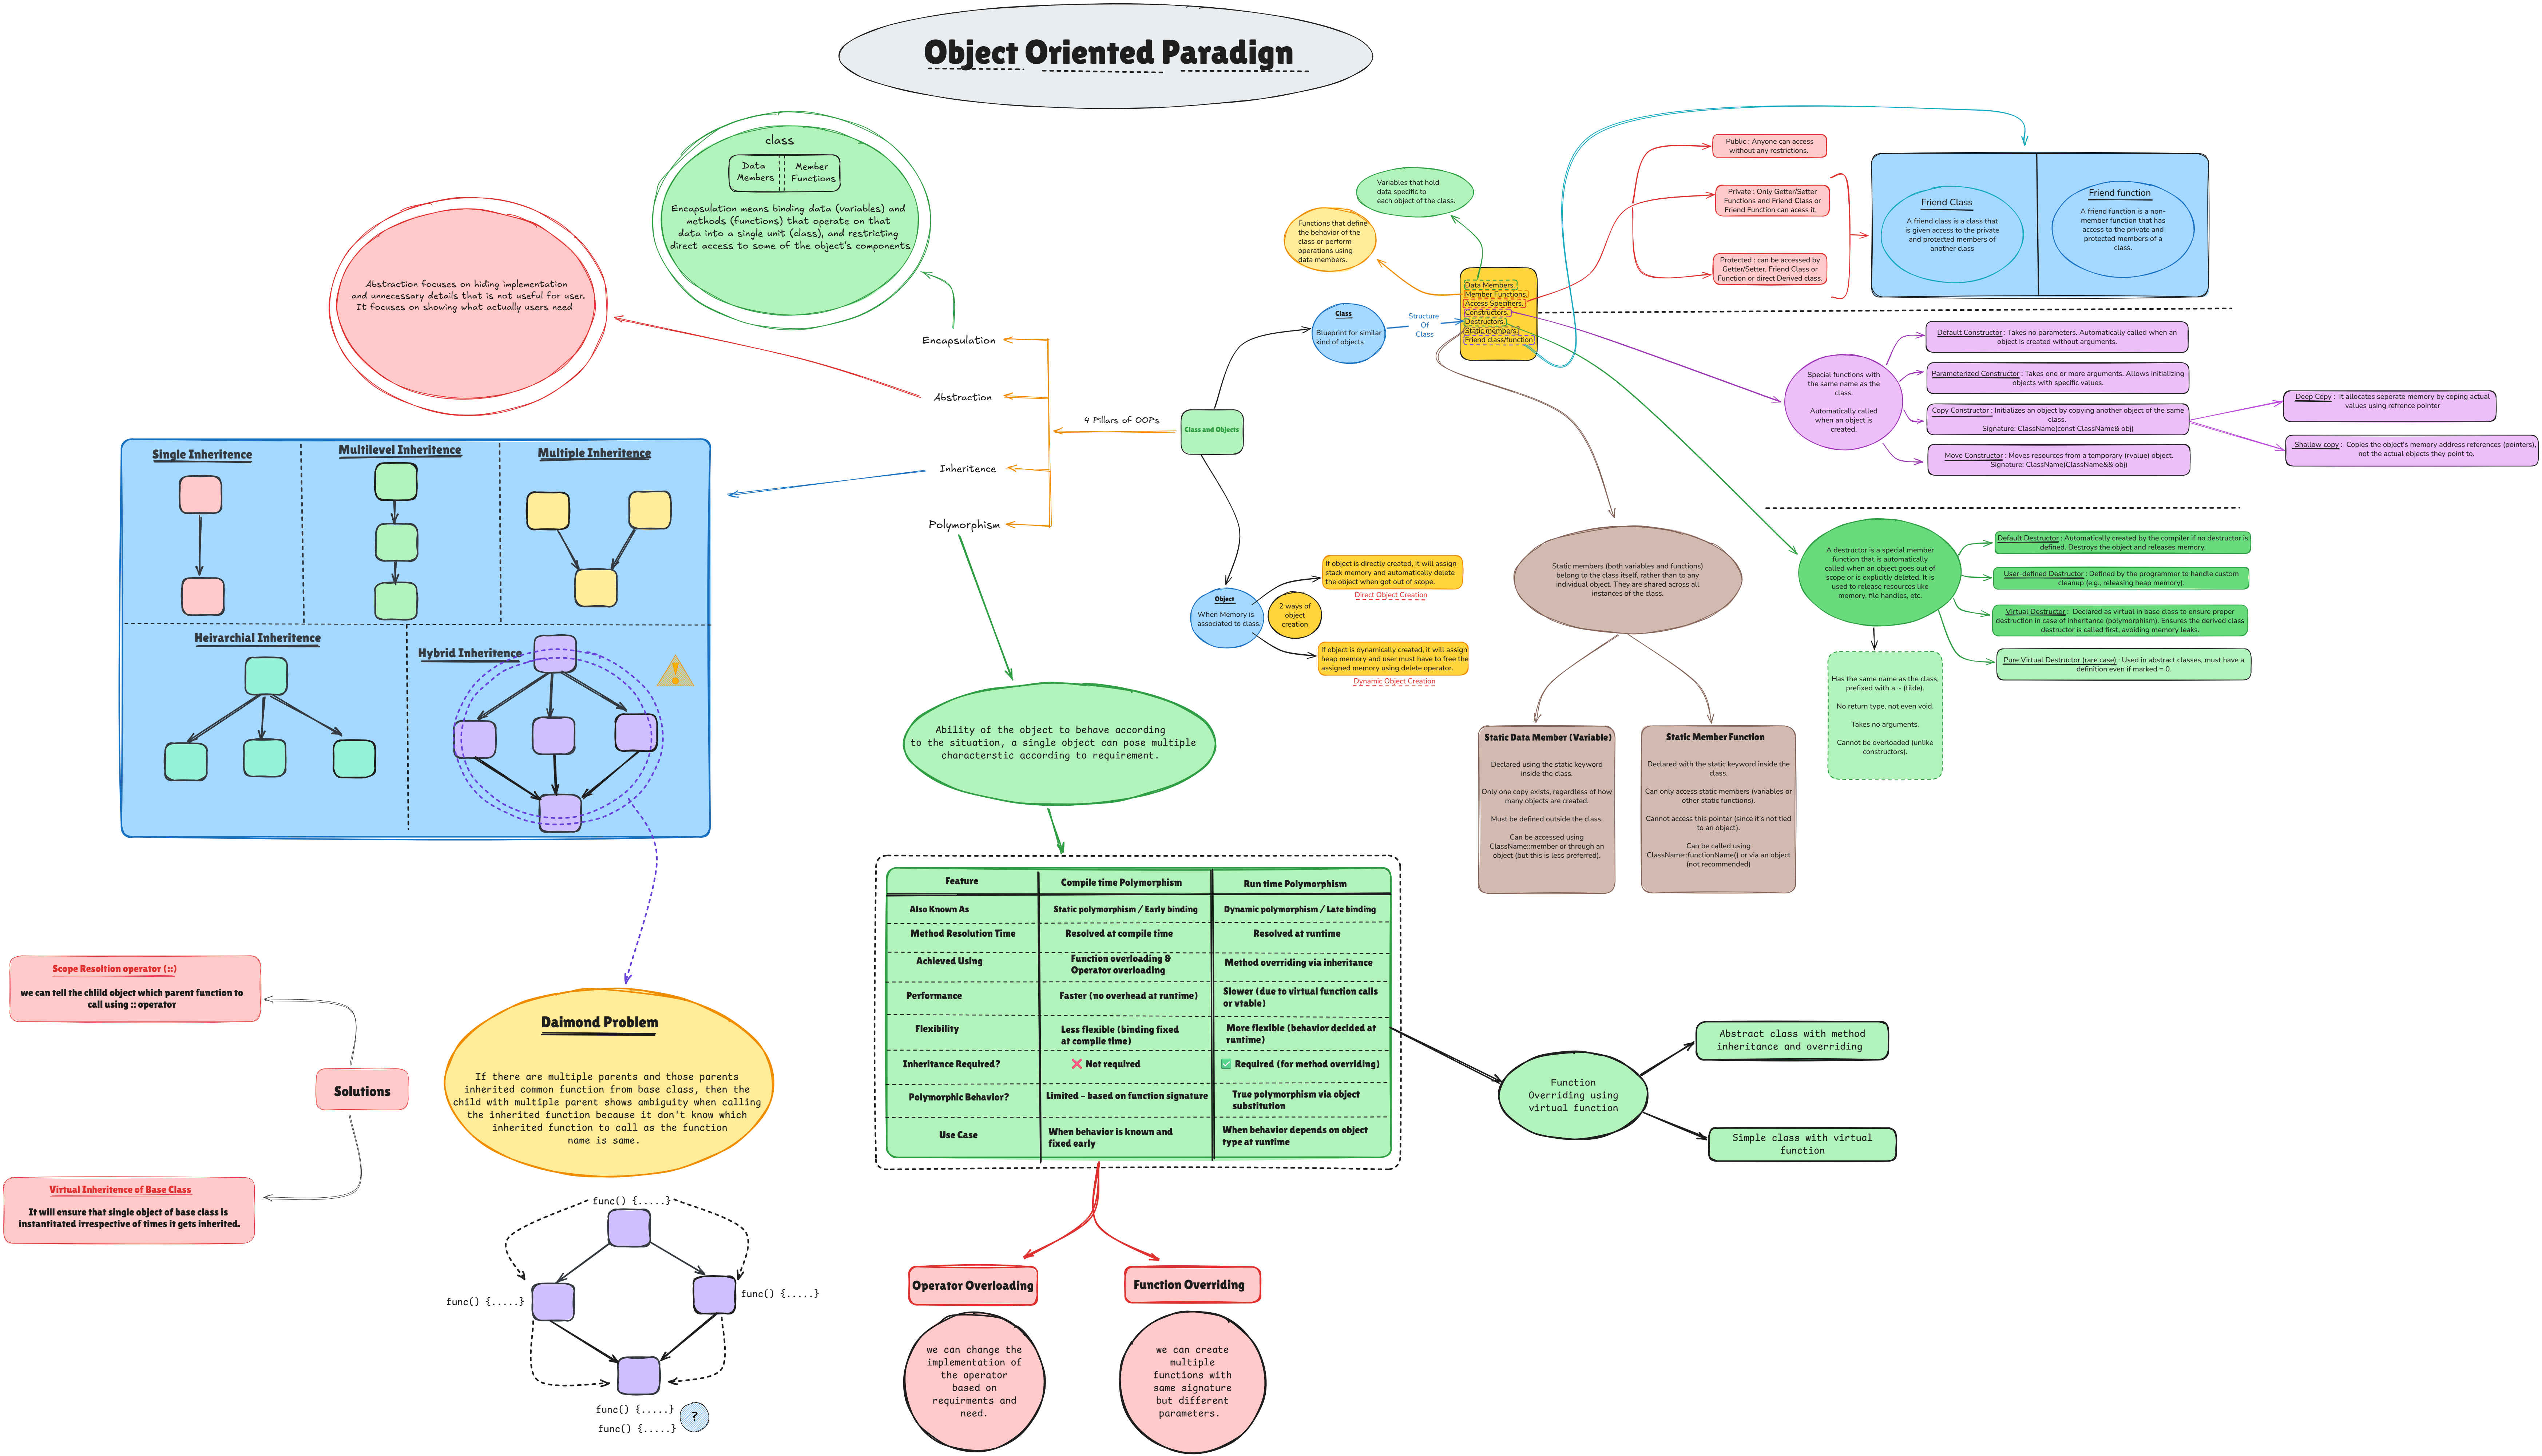 Object Oriented Paradign
class
Data
Members
Member
Functions
Encapsulation means binding data (variables) and
methods (functions) that operate on that
data into a single unit (class), and restricting
direct access to some of the object's components
Abstraction focuses on hiding implementation
and unnecessary details that is not useful for user.
It focuses on showing what actually users need
Encapsulation
Abstraction
Inheritence
Polymorphism
4 Pillars of OOPs
Class and Objects
Class
Blueprint for similar
kind of objects
Structure
Of
Class
Variables that hold
data specific to
each object of the class.
Functions that define
the behavior of the
class or perform
operations using
data members.
Data Members.
Member Functions.
Access Specifiers.
Constructors.
Destructors.
Static members.
Friend class/function
Public : Anyone can access
without any restrictions.
Private : Only Getter/Setter
Functions and Friend Class or
Friend Function can acess it,
Protected : can be accessed by
Getter/Setter, Friend Class or
Function or direct Derived class.
Friend Class
A friend class is a class that
is given access to the private
and protected members of
another class
Friend function
A friend function is a non-
member function that has
access to the private and
protected members of a
class.
Special functions with
the same name as the
class.
Automatically called
when an object is
created.
Default Constructor : Takes no parameters. Automatically called when an
object is created without arguments.
Parameterized Constructor : Takes one or more arguments. Allows initializing
objects with specific values.
Copy Constructor : Initializes an object by copying another object of the same
class.
Signature: ClassName(const ClassName& obj)
Move Constructor : Moves resources from a temporary (rvalue) object.
Signature: ClassName(ClassName&& obj)
Deep Copy : It allocates seperate memory by coping actual
values using refrence pointer
Shallow copy : Copies the object's memory address references (pointers),
not the actual objects they point to.
A destructor is a special member
function that is automatically
called when an object goes out of
scope or is explicitly deleted. It is
used to release resources like
memory, file handles, etc.
Default Destructor : Automatically created by the compiler if no destructor is
defined. Destroys the object and releases memory.
User-defined Destructor : Defined by the programmer to handle custom
cleanup (e.g., releasing heap memory).
Virtual Destructor : Declared as virtual in base class to ensure proper
destruction in case of inheritance (polymorphism). Ensures the derived class
destructor is called first, avoiding memory leaks.
Pure Virtual Destructor (rare case) : Used in abstract classes, must have a
definition even if marked = 0.
Has the same name as the class,
prefixed with a ~ (tilde).
No return type, not even void.
Takes no arguments.
Cannot be overloaded (unlike
constructors).
Static members (both variables and functions)
belong to the class itself, rather than to any
individual object. They are shared across all
instances of the class.
Static Data Member (Variable)
Declared using the static keyword
inside the class.
Only one copy exists, regardless of how
many objects are created.
Must be defined outside the class.
Can be accessed using
ClassName::member or through an
object (but this is less preferred).
Static Member Function
Declared with the static keyword inside the
class.
Can only access static members (variables or
other static functions).
Cannot access this pointer (since it's not tied
to an object).
Can be called using
ClassName::functionName() or via an object
(not recommended)
Object
When Memory is
associated to class.
2 ways of
object
creation
If object is directly created, it will assign
stack memory and automatically delete
the object when got out of scope.
Direct Object Creation
If object is dynamically created, it will assign
heap memory and user must have to free the
assigned memory using delete operator.
Dynamic Object Creation
Single Inheritence
Multilevel Inheritence
Multiple Inheritence
Heirarchial Inheritence
Hybrid Inheritence
Ability of the object to behave according
to the situation, a single object can pose multiple
characterstic according to requirement.
Feature
Compile time Polymorphism
Run time Polymorphism
Also Known As
Static polymorphism / Early binding
Dynamic polymorphism / Late binding
Method Resolution Time
Resolved at compile time
Resolved at runtime
Achieved Using
Function overloading &
Operator overloading
Method overriding via inheritance
Performance
Faster (no overhead at runtime)
Slower (due to virtual function calls
or vtable)
Flexibility
Less flexible (binding fixed
at compile time)
More flexible (behavior decided at
runtime)
Inheritance Required?
❌ Not required
✅ Required (for method overriding)
Polymorphic Behavior?
Limited – based on function signature
True polymorphism via object
substitution
Use Case
When behavior is known and
fixed early
When behavior depends on object
type at runtime
Function
Overriding using
virtual function
Abstract class with method
inheritance and overriding
Simple class with virtual
function
Operator Overloading
we can change the
implementation of
the operator
based on
requirments and
need.
Function Overriding
we can create
multiple
functions with
same signature
but different
parameters.
Daimond Problem
If there are multiple parents and those parents
inherited common function from base class, then the
child with multiple parent shows ambiguity when calling
the inherited function because it don't know which
inherited function to call as the function
name is same.
Solutions
Scope Resoltion operator (::)
we can tell the chlild object which parent function to
call using :: operator
Virtual Inheritence of Base Class
It will ensure that single object of base class is
instantitated irrespective of times it gets inherited.
func() {.....}
func() {.....}
func() {.....}
func() {.....}
?
func() {.....}